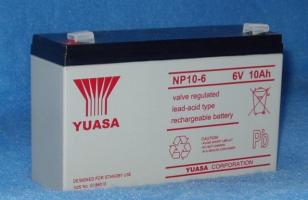 NP10-6 6V 10Ah
valve regulated
lead-acid type
rechargeable battery
YUASA
CAUTION
Pb
DESIGNED FOR STANDBY USE
YUASA CORPORATION